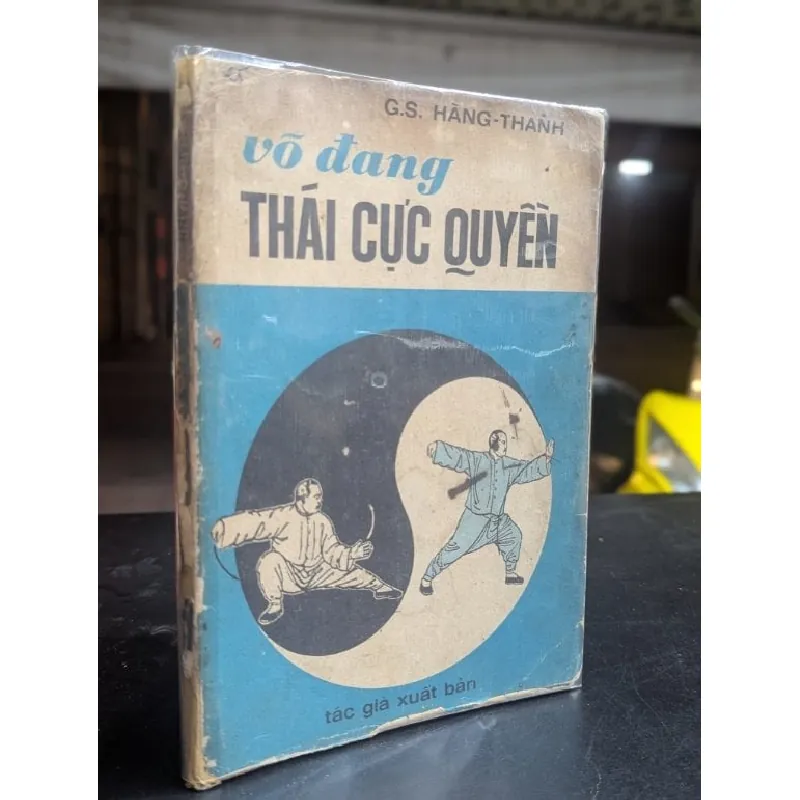 G.S. HẰNG-THANH
võ đang
THÁI CỰC QUYỀN
tác giả xuất bản